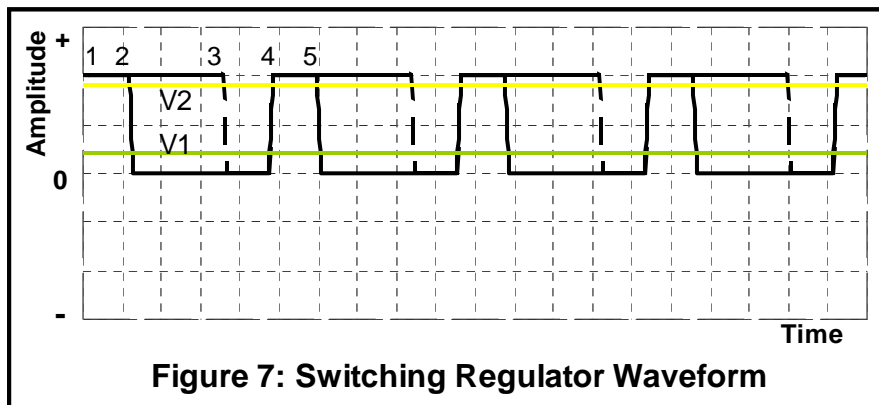 +
1 2 3 4 5
Amplitude
V2
V1
0
-
Time
Figure 7: Switching Regulator Waveform